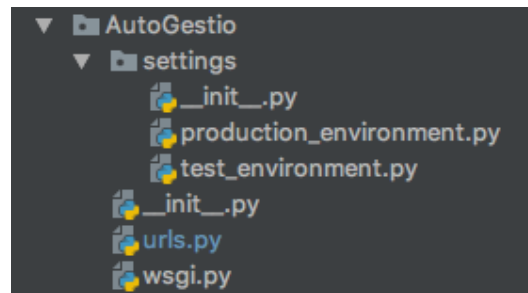 AutoGestio
settings
__init__.py
production_environment.py
test_environment.py
__init__.py
urls.py
wsgi.py